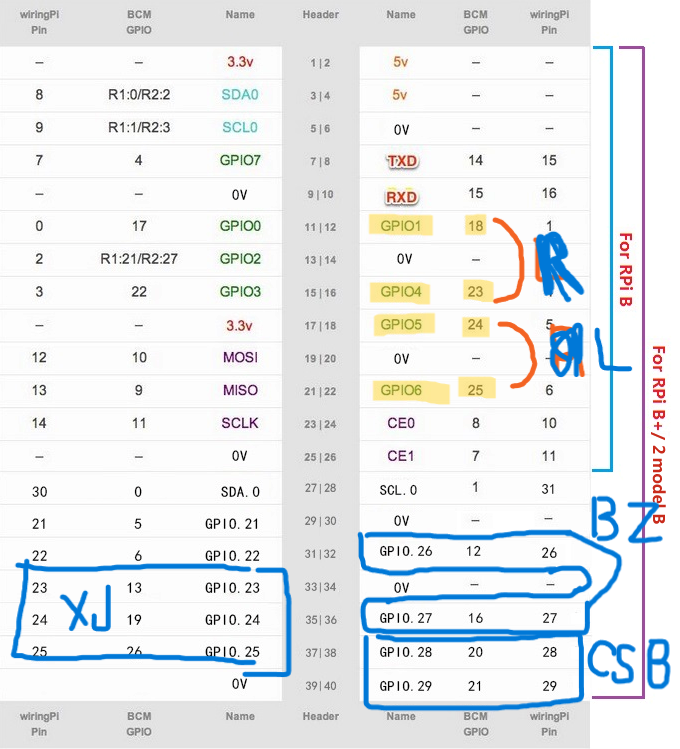 wiringPi Pin BCM GPIO Name Header Name BCM GPIO wiringPi Pin
– – 3.3v 1 | 2 5v – –
8 R1:0/R2:2 SDA0 3 | 4 5v – –
9 R1:1/R2:3 SCL0 5 | 6 0V – –
7 4 GPIO7 7 | 8 TXD 14 15
– – 0V 9 | 10 RXD 15 16
0 17 GPIO0 11 | 12 GPIO1 18 1
2 R1:21/R2:27 GPIO2 13 | 14 0V –
R
3 22 GPIO3 15 | 16 GPIO4 23
– – 3.3v 17 | 18 GPIO5 24 5
12 10 MOSI 19 | 20 0V – –
L
13 9 MISO 21 | 22 GPIO6 25 6
14 11 SCLK 23 | 24 CE0 8 10
– – 0V 25 | 26 CE1 7 11
30 0 SDA.0 27 | 28 SCL.0 1 31
21 5 GPIO.21 29 | 30 0V – –
BZ
22 6 GPIO.22 31 | 32 GPIO.26 12 26
23 13 GPIO.23 33 | 34 0V – –
XJ
24 19 GPIO.24 35 | 36 GPIO.27 16 27
25 26 GPIO.25 37 | 38 GPIO.28 20 28
CSB
0V 39 | 40 GPIO.29 21 29
wiringPi Pin BCM GPIO Name Header Name BCM GPIO wiringPi Pin
For RPi B
For RPi B+/ 2 model B